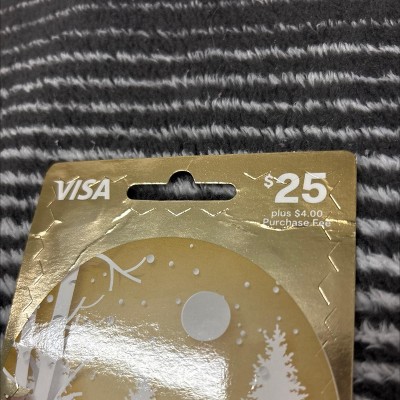 VISA
$25
plus $4.00
Purchase Fee